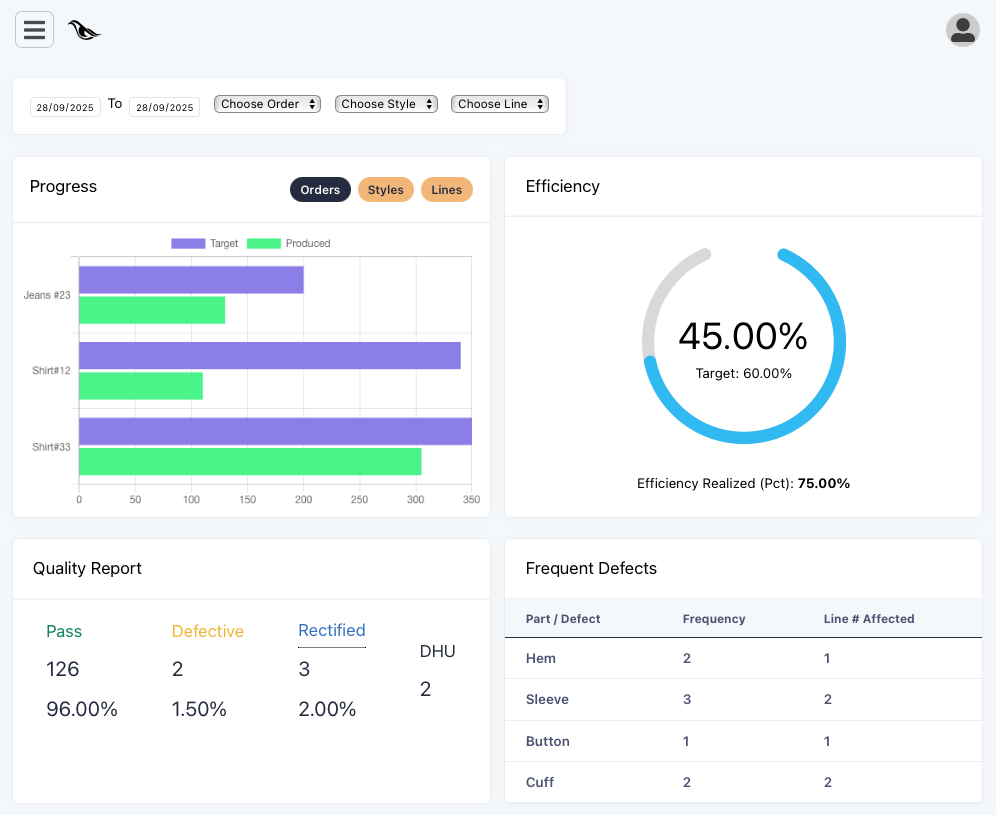 28/09/2025 To 28/09/2025 Choose Order Choose Style Choose Line
Progress
Orders Styles Lines
Target Produced
Jeans #23
Shirt#12
Shirt#33
0 50 100 150 200 250 300 350
Efficiency
45.00%
Target: 60.00%
Efficiency Realized (Pct): 75.00%
Quality Report
Pass Defective Rectified DHU
126 2 3 2
96.00% 1.50% 2.00%
Frequent Defects
Part / Defect Frequency Line # Affected
Hem 2 1
Sleeve 3 2
Button 1 1
Cuff 2 2